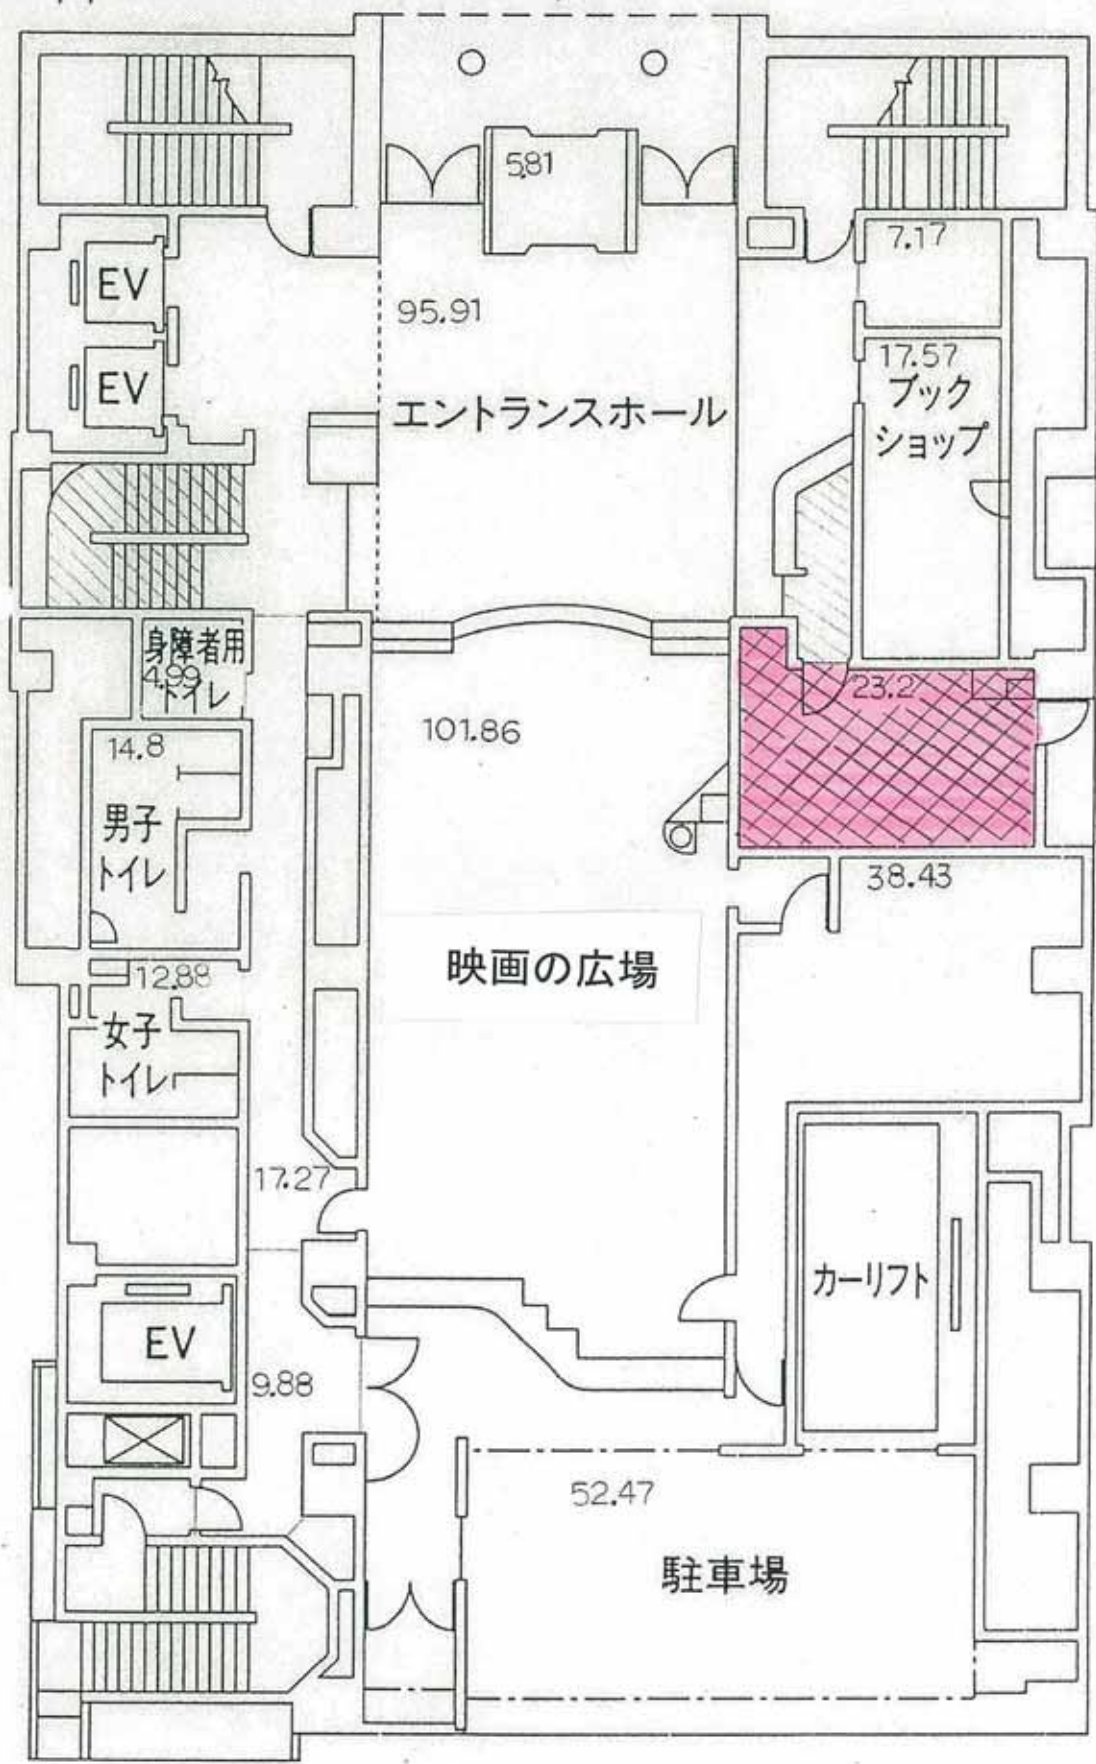 5.81
7.17
EV
95.91
17.57
EV
エントランスホール
ブック
ショップ
身障者用
4.99
トイレ
23.2
101.86
14.8
男子
トイレ
38.43
映画の広場
12.88
女子
トイレ
17.27
カーリフト
EV
9.88
52.47
駐車場